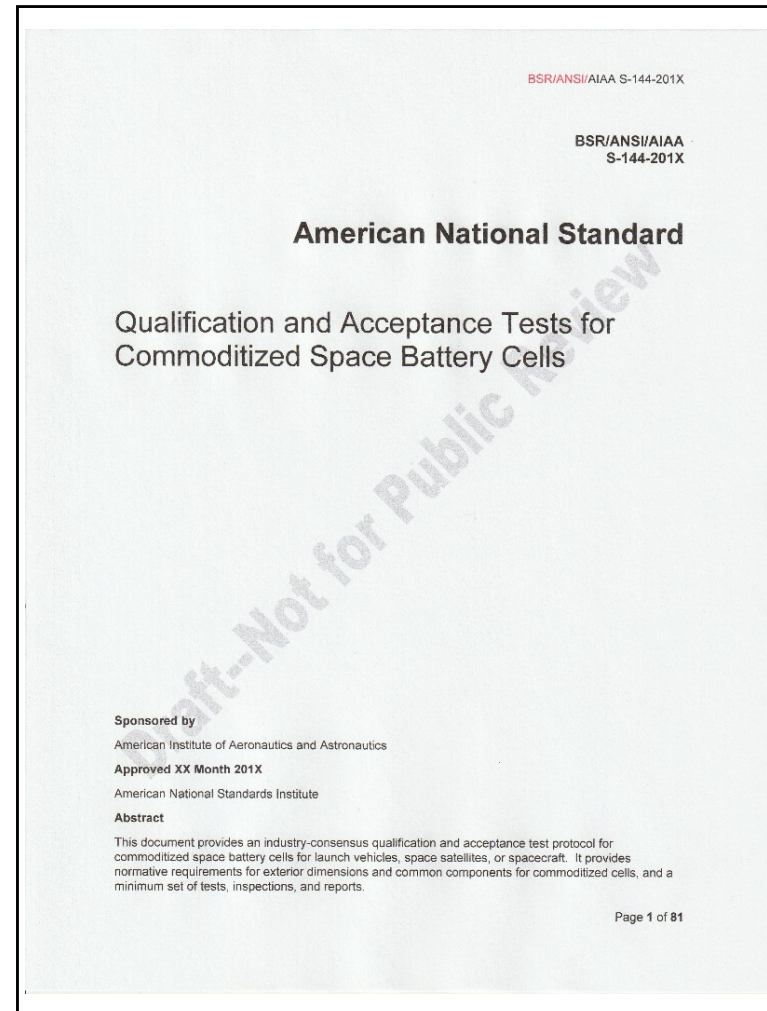 BSR/ANSI/AIAA S-144-201X
BSR/ANSI/AIAA
S-144-201X
American National Standard
Qualification and Acceptance Tests for
Commoditized Space Battery Cells
Draft--Not for Public Review
Sponsored by
American Institute of Aeronautics and Astronautics
Approved XX Month 201X
American National Standards Institute
Abstract
This document provides an industry-consensus qualification and acceptance test protocol for
commoditized space battery cells for launch vehicles, space satellites, or spacecraft. It provides
normative requirements for exterior dimensions and common components for commoditized cells, and a
minimum set of tests, inspections, and reports.
Page 1 of 81